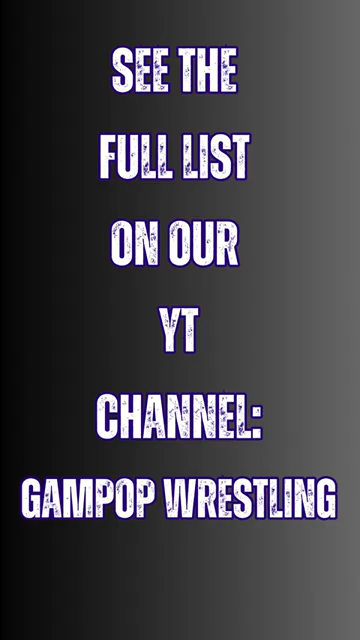 SEE THE
FULL LIST
ON OUR
YT
CHANNEL:
GAMPOP WRESTLING